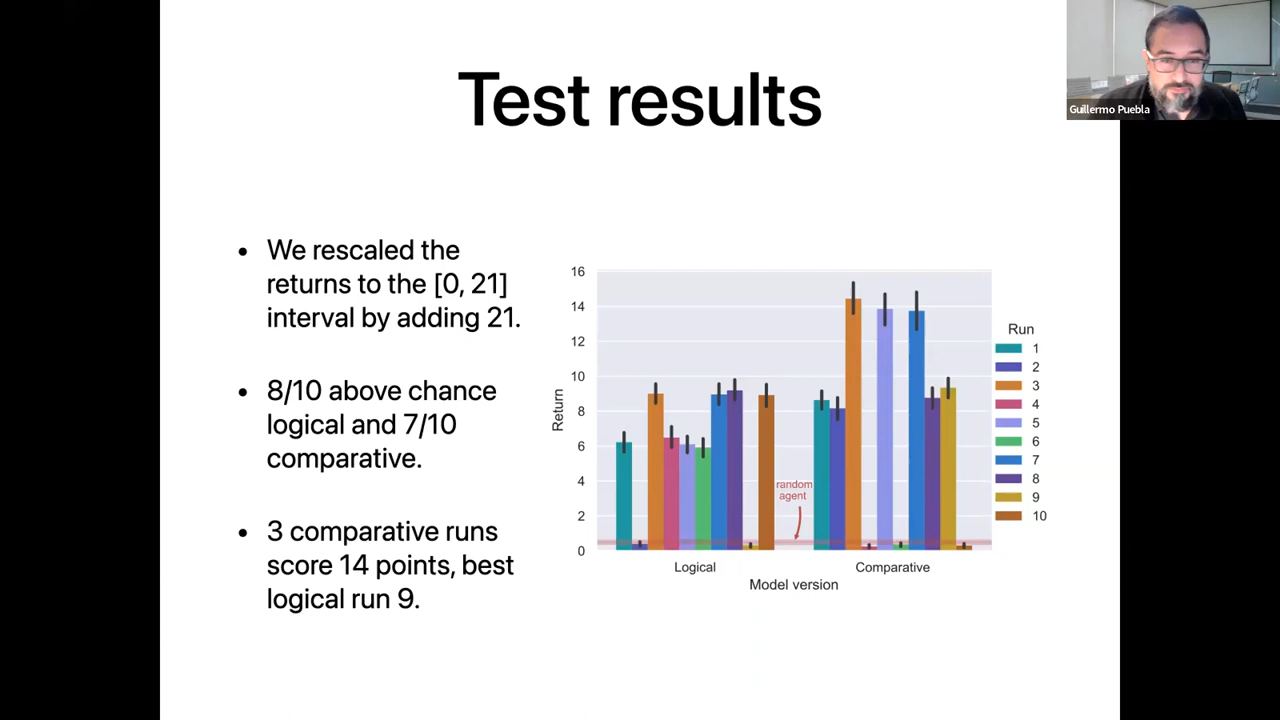 Test results
Guillermo Puebla
• We rescaled the
returns to the [0, 21]
interval by adding 21.
• 8/10 above chance
logical and 7/10
comparative.
• 3 comparative runs
score 14 points, best
logical run 9.
16
14
12
10
8
6
4
2
0
Return
random
agent
Logical
Comparative
Model version
Run
1
2
3
4
5
6
7
8
9
10